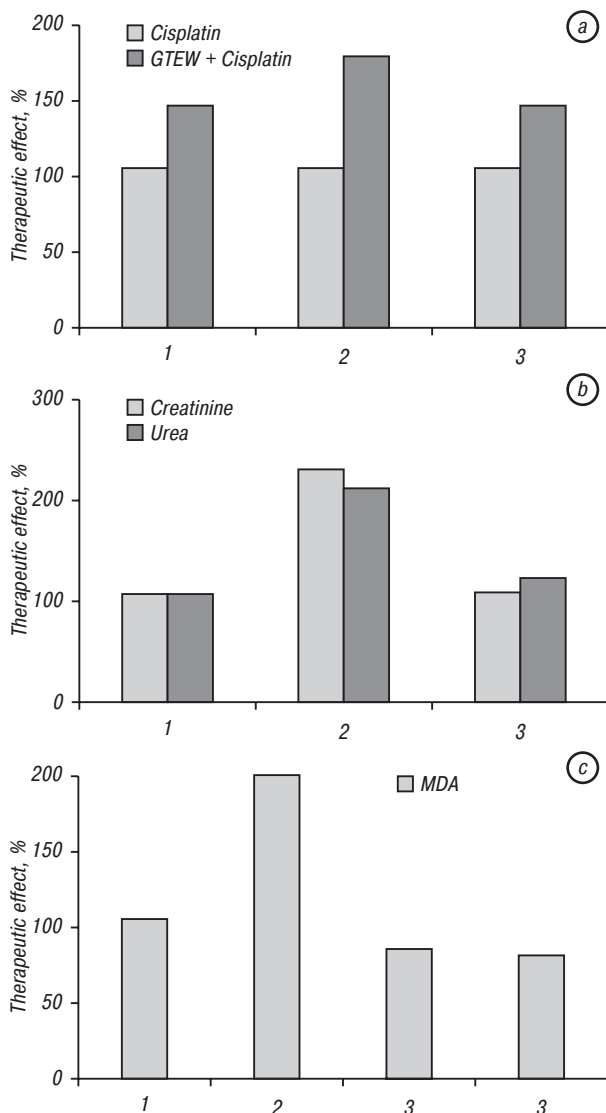 a
Cisplatin
GTEW + Cisplatin
Therapeutic effect, %
200
150
100
50
0
1 2 3
b
Creatinine
Urea
Therapeutic effect, %
300
200
100
0
1 2 3
c
MDA
Therapeutic effect, %
200
150
100
50
0
1 2 3 3